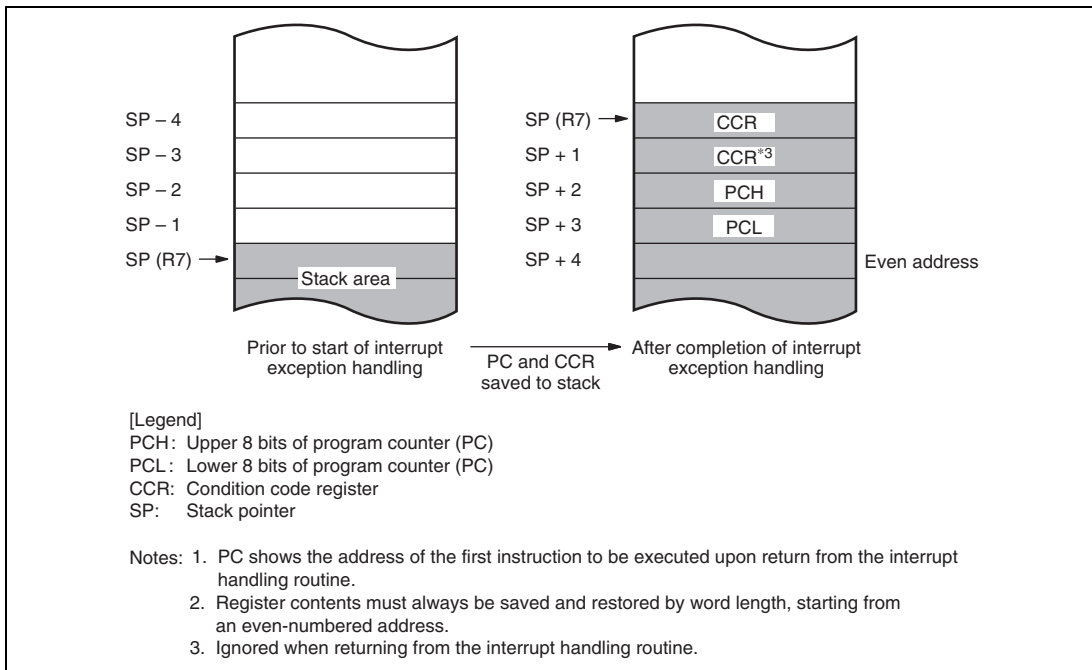 SP – 4
SP – 3
SP – 2
SP – 1
SP (R7)
Stack area
SP (R7)
SP + 1
SP + 2
SP + 3
SP + 4
CCR
CCR*3
PCH
PCL
Even address
Prior to start of interrupt
exception handling
PC and CCR
saved to stack
After completion of interrupt
exception handling
[Legend]
PCH: Upper 8 bits of program counter (PC)
PCL: Lower 8 bits of program counter (PC)
CCR: Condition code register
SP: Stack pointer
Notes: 1. PC shows the address of the first instruction to be executed upon return from the interrupt
handling routine.
2. Register contents must always be saved and restored by word length, starting from
an even-numbered address.
3. Ignored when returning from the interrupt handling routine.